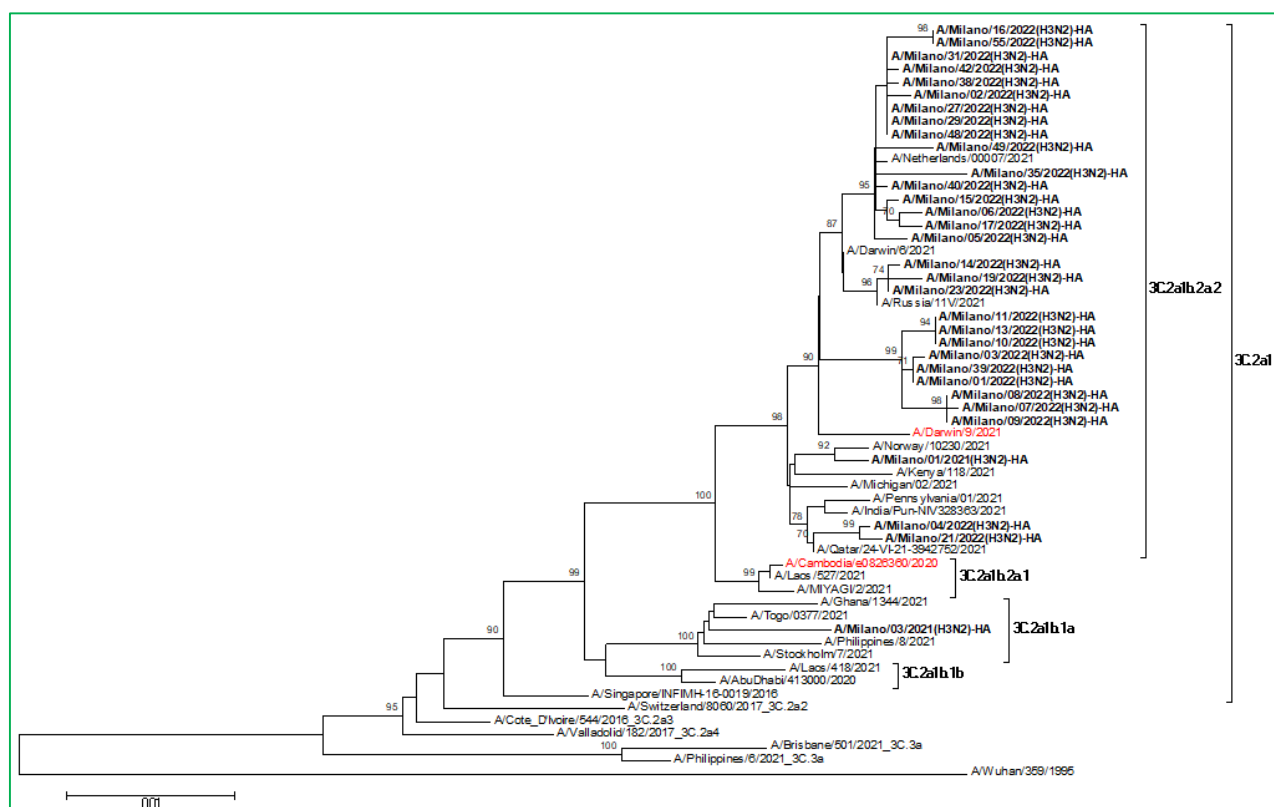 98
A/Milano/16/2022(H3N2)-HA
A/Milano/55/2022(H3N2)-HA
A/Milano/31/2022(H3N2)-HA
A/Milano/42/2022(H3N2)-HA
A/Milano/38/2022(H3N2)-HA
A/Milano/02/2022(H3N2)-HA
A/Milano/27/2022(H3N2)-HA
A/Milano/29/2022(H3N2)-HA
A/Milano/48/2022(H3N2)-HA
A/Milano/49/2022(H3N2)-HA
A/Netherlands/00007/2021
A/Milano/35/2022(H3N2)-HA
95
A/Milano/40/2022(H3N2)-HA
A/Milano/15/2022(H3N2)-HA
70
A/Milano/06/2022(H3N2)-HA
A/Milano/17/2022(H3N2)-HA
87
A/Milano/05/2022(H3N2)-HA
A/Darwin/6/2021
A/Milano/14/2022(H3N2)-HA
74
A/Milano/19/2022(H3N2)-HA
96
A/Milano/23/2022(H3N2)-HA
A/Russia/11V/2021
3C.2a1b.2a.2
3C.2a1
A/Milano/11/2022(H3N2)-HA
94
A/Milano/13/2022(H3N2)-HA
A/Milano/10/2022(H3N2)-HA
99
A/Milano/03/2022(H3N2)-HA
71
90
A/Milano/39/2022(H3N2)-HA
A/Milano/01/2022(H3N2)-HA
A/Milano/08/2022(H3N2)-HA
98
A/Milano/07/2022(H3N2)-HA
A/Milano/09/2022(H3N2)-HA
98
A/Darwin/9/2021
A/Norway/10230/2021
92
A/Milano/01/2021(H3N2)-HA
A/Kenya/118/2021
A/Michigan/02/2021
100
A/Pennsylvania/01/2021
A/India/Pun-NIV328363/2021
78
A/Milano/04/2022(H3N2)-HA
99
70
A/Milano/21/2022(H3N2)-HA
A/Qatar/24-VI-21-3942752/2021
A/Cambodia/e0826360/2020
99
A/Laos/527/2021
3C.2a1b.2a.1
99
A/MIYAGI/2/2021
A/Ghana/1344/2021
A/Togo/0377/2021
A/Milano/03/2021(H3N2)-HA
3C.2a1b.1a
90
100
A/Philippines/8/2021
A/Stockholm/7/2021
A/Laos/418/2021
100
3C.2a1b.1b
A/AbuDhabi/413000/2020
A/Singapore/INFIMH-16-0019/2016
A/Switzerland/8060/2017_3C.2a2
95
A/Cote_D'Ivoire/544/2016_3C.2a3
A/Valladolid/182/2017_3C.2a4
A/Brisbane/501/2021_3C.3a
100
A/Philippines/6/2021_3C.3a
A/Wuhan/359/1995
0.01